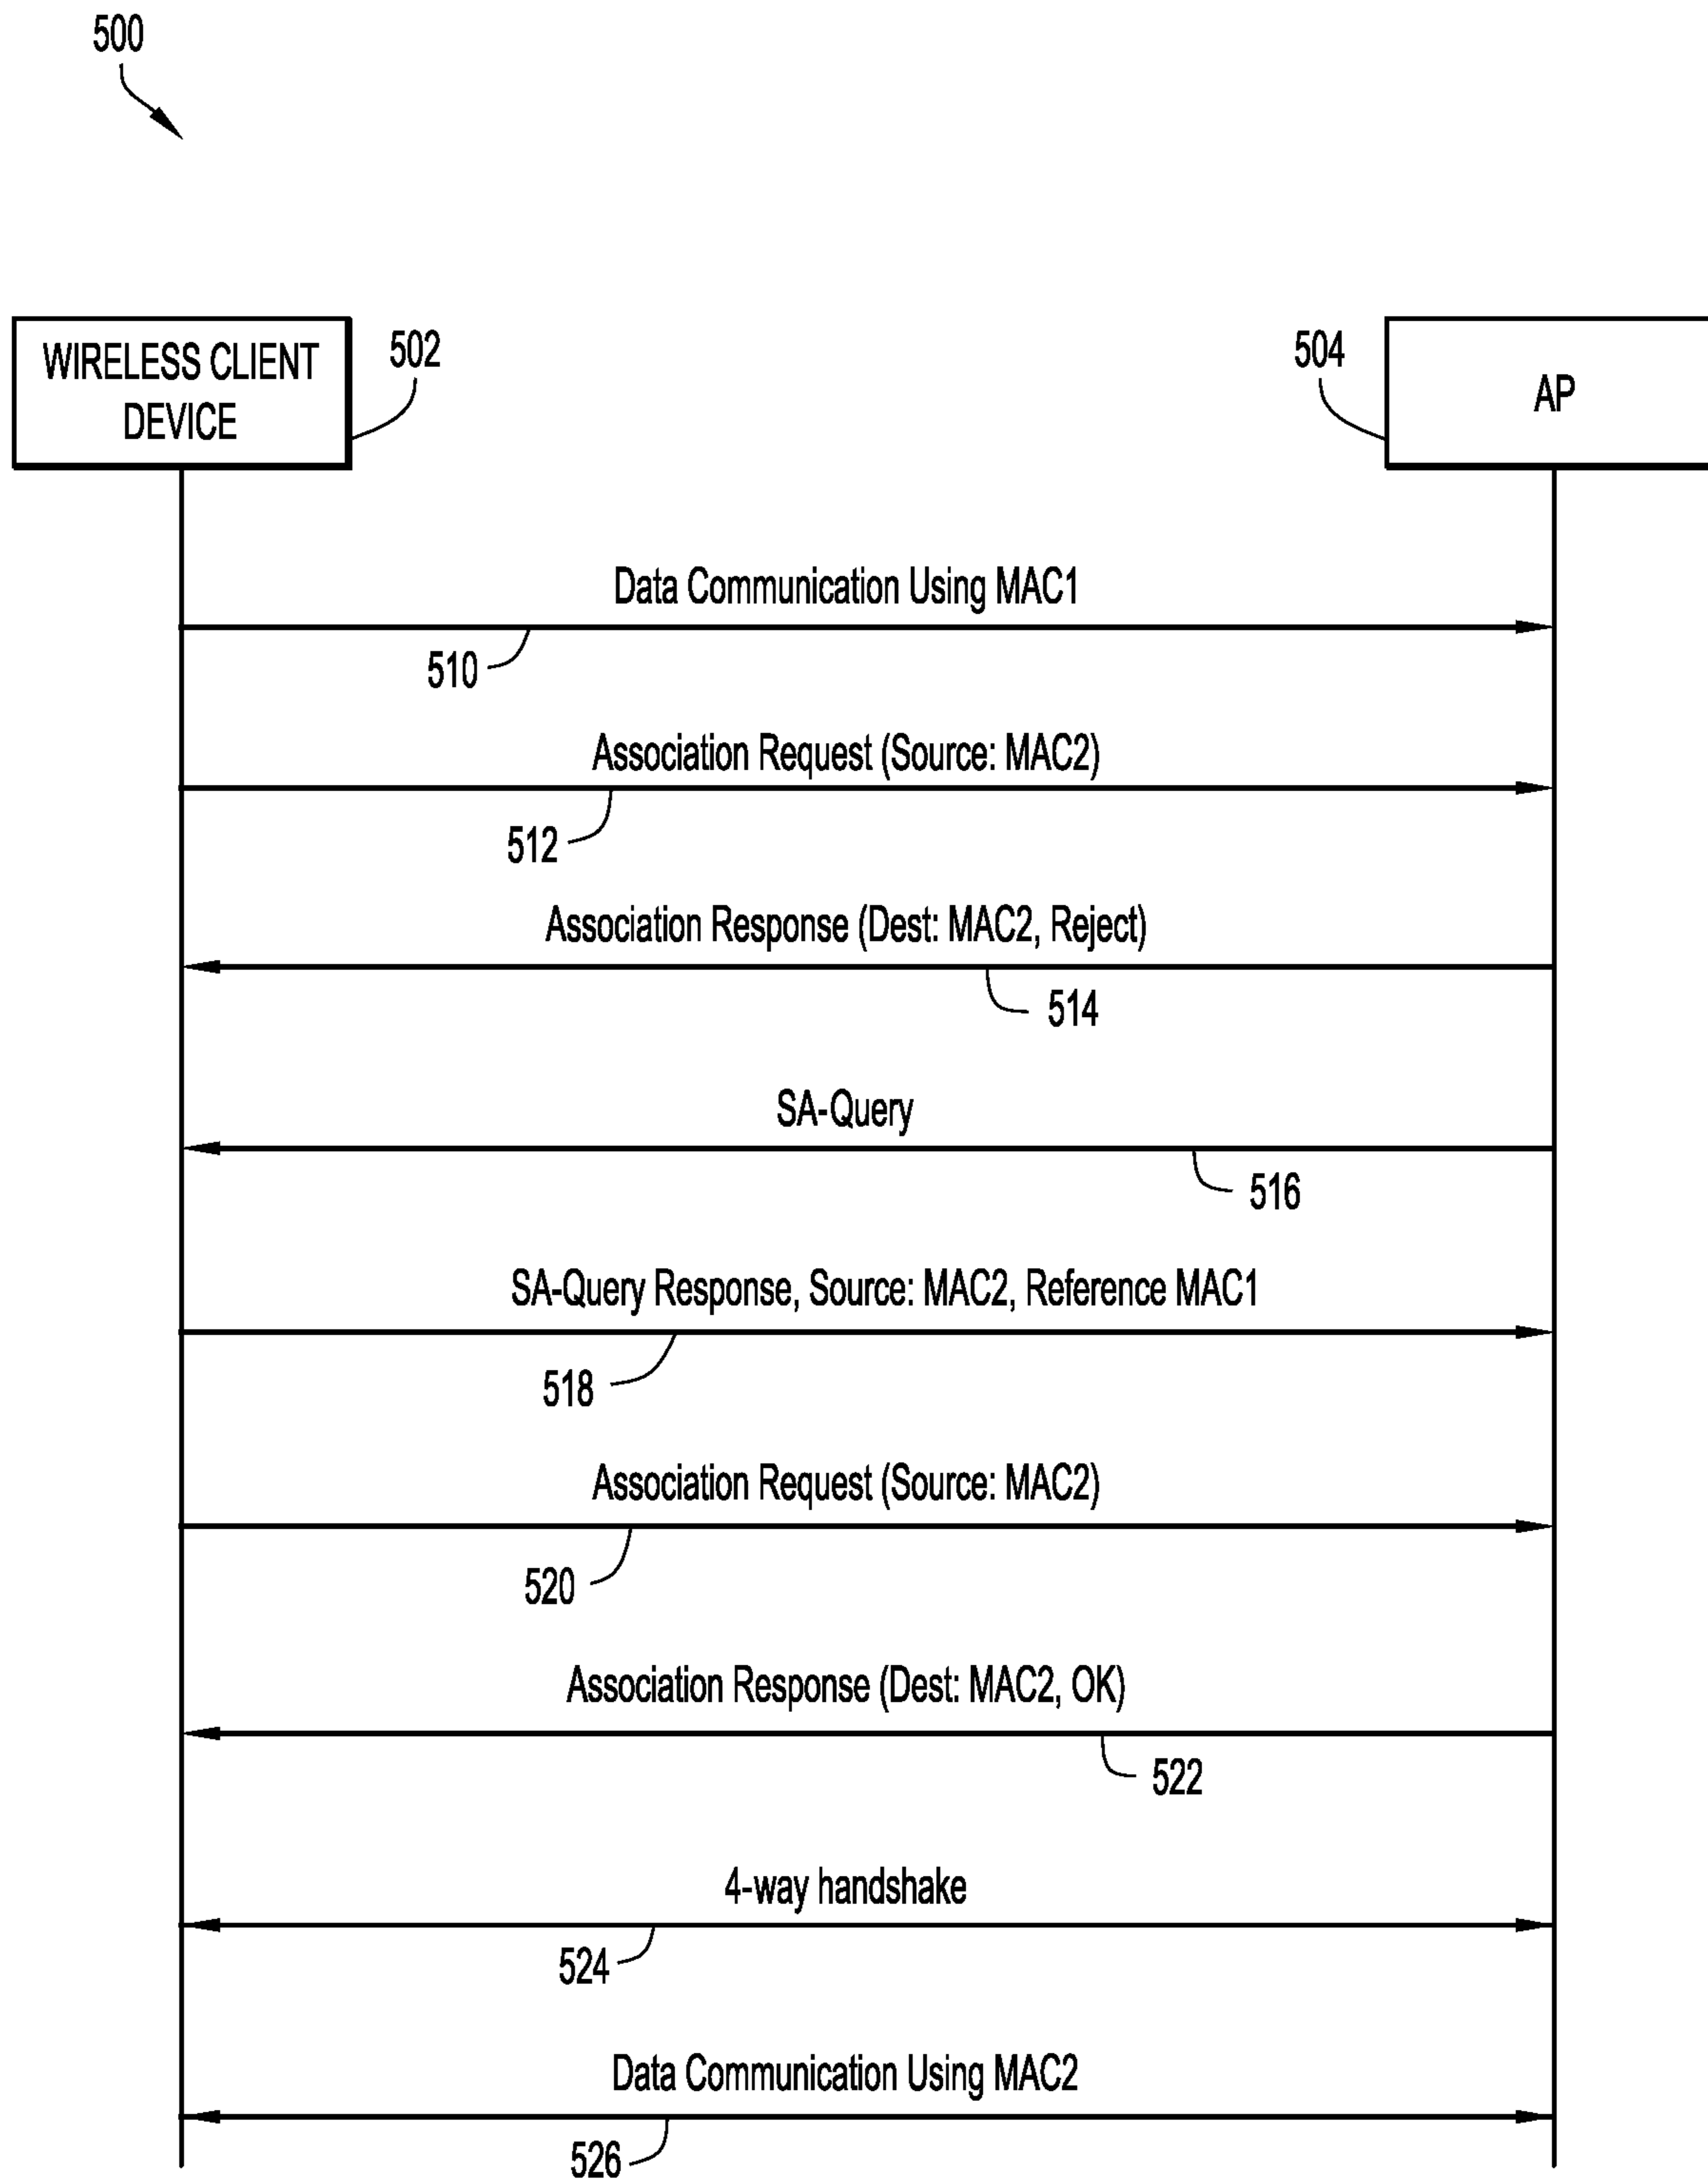 500
WIRELESS CLIENT
DEVICE
502
504
AP
Data Communication Using MAC1
510
Association Request (Source: MAC2)
512
Association Response (Dest: MAC2, Reject)
514
SA-Query
516
SA-Query Response, Source: MAC2, Reference MAC1
518
Association Request (Source: MAC2)
520
Association Response (Dest: MAC2, OK)
522
4-way handshake
524
Data Communication Using MAC2
526